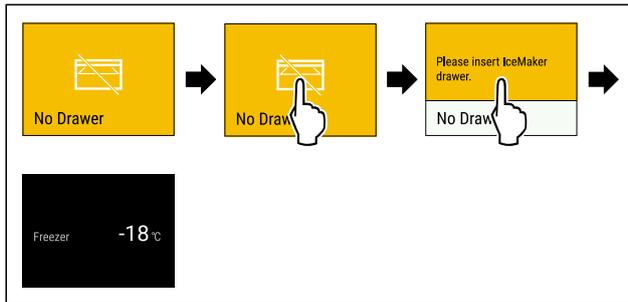 No Drawer
No Draw
Please insert IceMaker
drawer.
No Draw
Freezer -18 °C